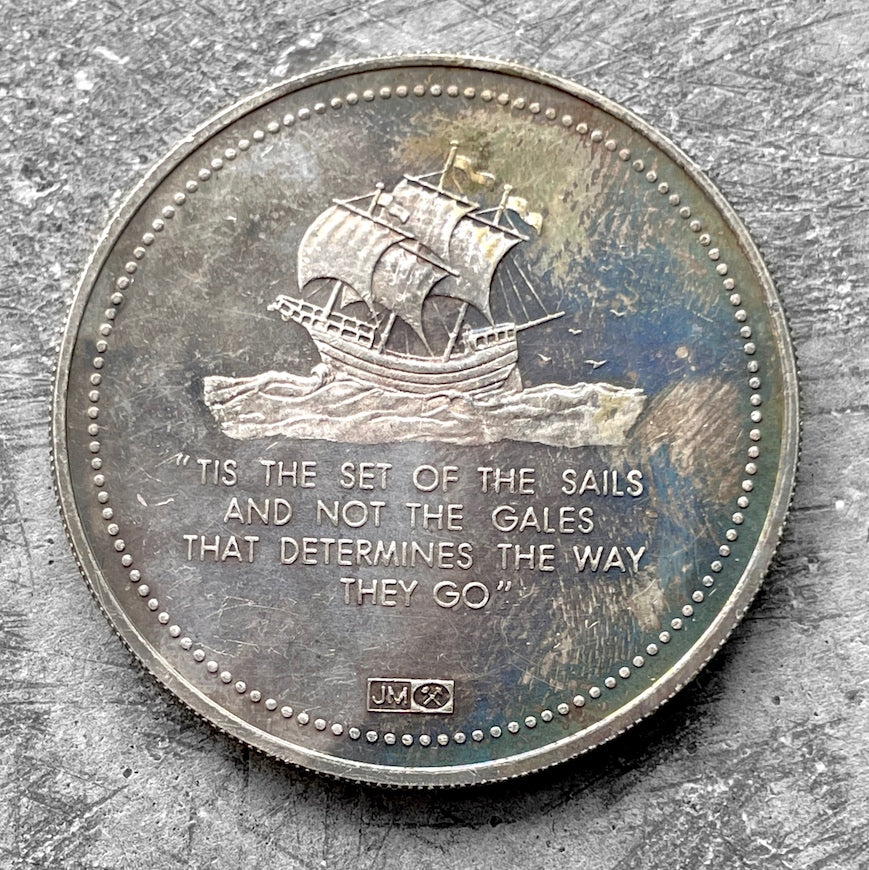 "TIS THE SET OF THE SAILS
AND NOT THE GALES
THAT DETERMINES THE WAY
THEY GO"
JM